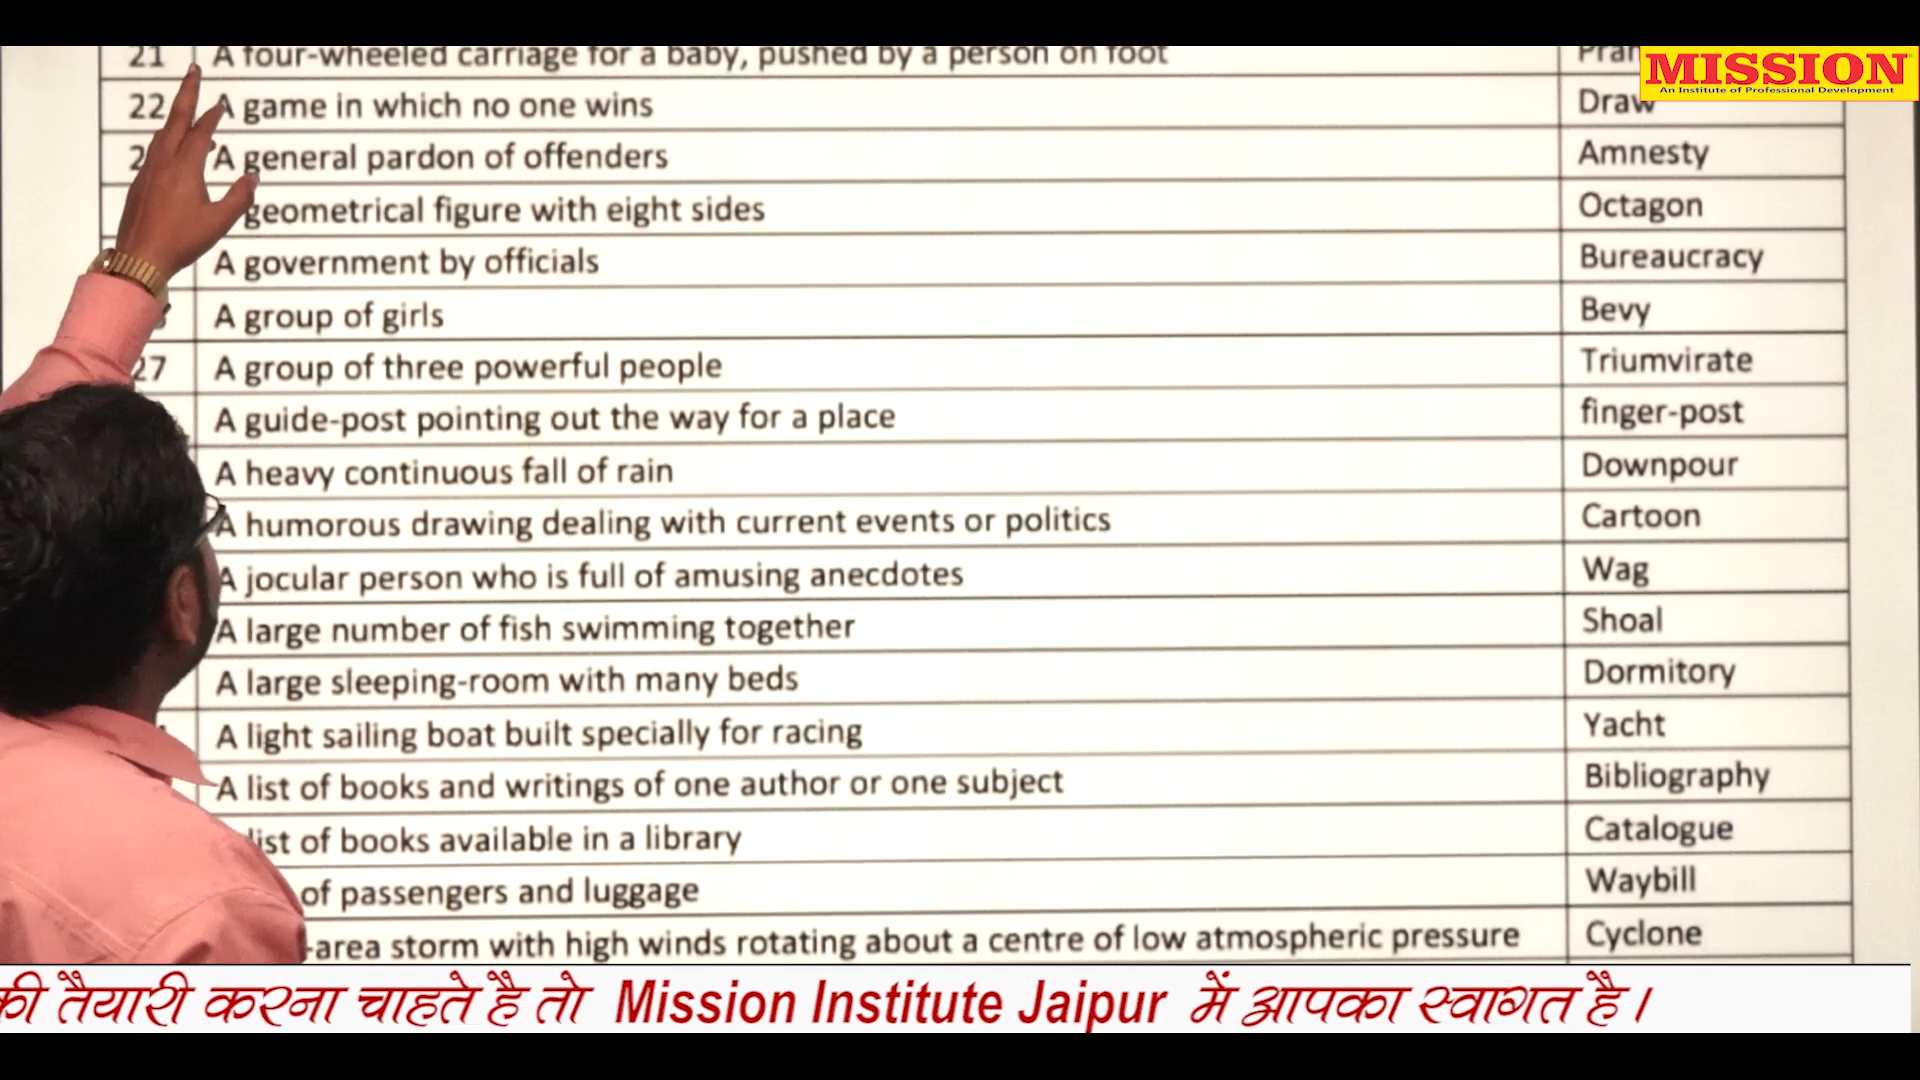 21 A four-wheeled carriage for a baby, pushed by a person on foot
MISSION
An Institute of Professional Development
22 A game in which no one wins Draw
A general pardon of offenders Amnesty
geometrical figure with eight sides Octagon
A government by officials Bureaucracy
A group of girls Bevy
27 A group of three powerful people Triumvirate
A guide-post pointing out the way for a place finger-post
A heavy continuous fall of rain Downpour
A humorous drawing dealing with current events or politics Cartoon
A jocular person who is full of amusing anecdotes Wag
A large number of fish swimming together Shoal
A large sleeping-room with many beds Dormitory
A light sailing boat built specially for racing Yacht
A list of books and writings of one author or one subject Bibliography
list of books available in a library Catalogue
of passengers and luggage Waybill
-area storm with high winds rotating about a centre of low atmospheric pressure Cyclone
की तैयारी करना चाहते है तो Mission Institute Jaipur में आपका स्वागत है।